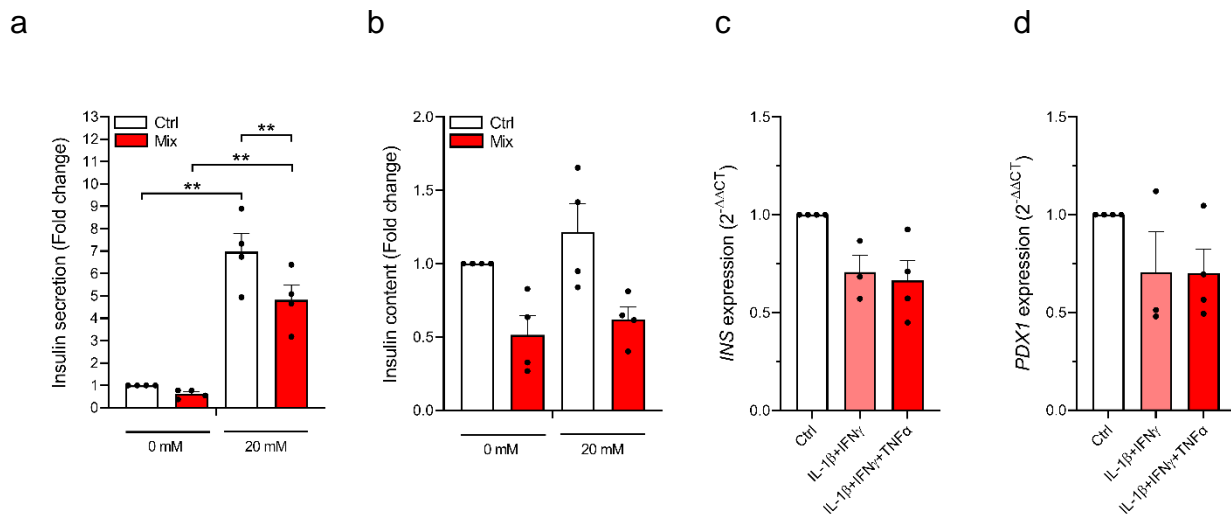 a
Insulin secretion (Fold change)
13
12
11
10
9
8
7
6
5
4
3
2
1
0
Ctrl
Mix
**
**
**
0 mM
20 mM
b
Insulin content (Fold change)
2.0
1.5
1.0
0.5
0.0
Ctrl
Mix
0 mM
20 mM
c
INS expression (2^-ΔΔCT)
1.5
1.0
0.5
0.0
Ctrl
IL-1β+IFNγ
IL-1β+IFNγ+TNFα
d
PDX1 expression (2^-ΔΔCT)
1.5
1.0
0.5
0.0
Ctrl
IL-1β+IFNγ
IL-1β+IFNγ+TNFα